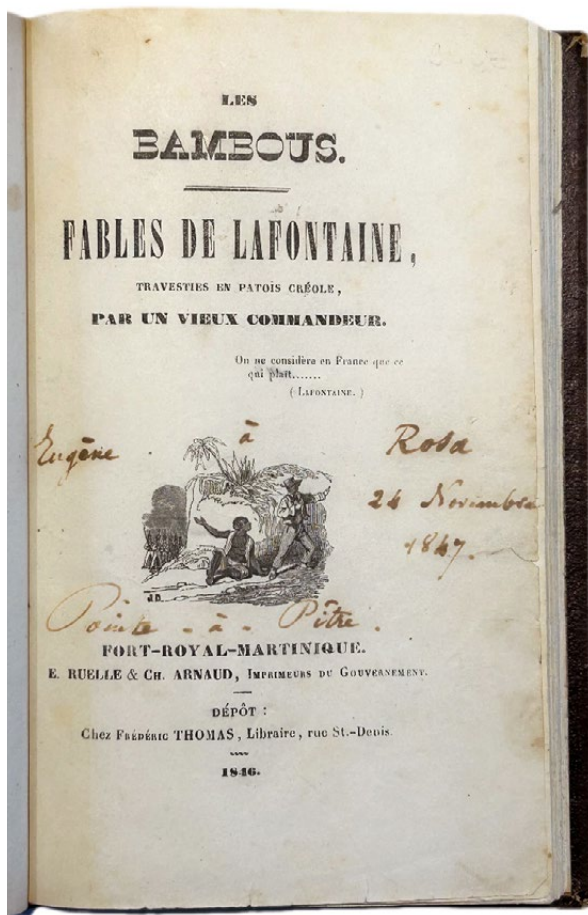 LES
BAMBOUS.
FABLES DE LAFONTAINE,
TRAVESTIES EN PATOIS CRÉOLE,
PAR UN VIEUX COMMANDEUR.
On ne considère en France que ce
qui plaît.......
(LAFONTAINE.)
Eugène à Rosa
24 Novembre
1847.
J.D.
Pointe-à-Pître.
FORT-ROYAL-MARTINIQUE.
E. RUELLE & CH. ARNAUD, IMPRIMEURS DU GOUVERNEMENT.
DÉPÔT :
Chez FRÉDÉRIC THOMAS, Libraire, rue St.-Denis.
1846.